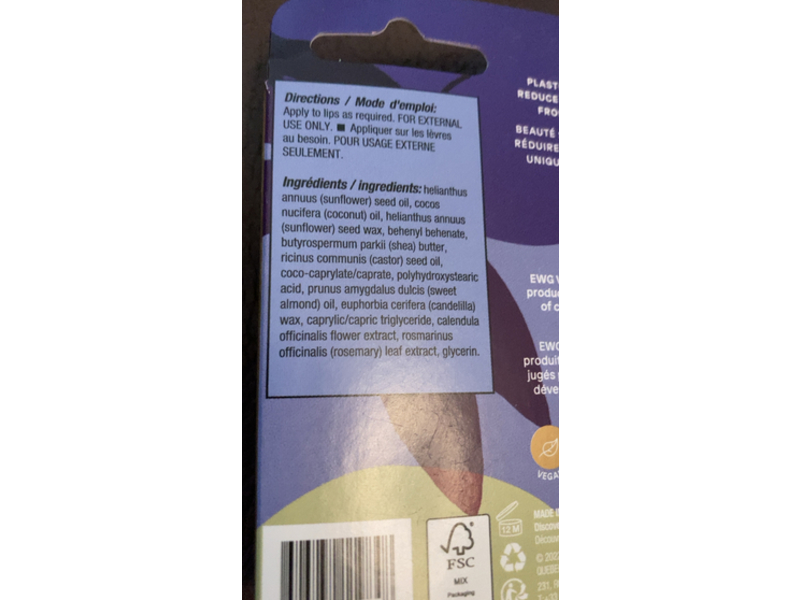 Directions / Mode d'emploi:
Apply to lips as required. FOR EXTERNAL
USE ONLY. ■ Appliquer sur les lèvres
au besoin. POUR USAGE EXTERNE
SEULEMENT.
Ingrédients / ingredients: helianthus
annuus (sunflower) seed oil, cocos
nucifera (coconut) oil, helianthus annuus
(sunflower) seed wax, behenyl behenate,
butyrospermum parkii (shea) butter,
ricinus communis (castor) seed oil,
coco-caprylate/caprate, polyhydroxystearic
acid, prunus amygdalus dulcis (sweet
almond) oil, euphorbia cerifera (candelilla)
wax, caprylic/capric triglyceride, calendula
officinalis flower extract, rosmarinus
officinalis (rosemary) leaf extract, glycerin.
PLAST
REDUCE
FRO
BEAUTÉ
RÉDUIRE
UNIQU
EWG V
produ
of c
EWG
produit
jugés
déve
VEGA
12 M
MADE
Discove
Découv
© 202
QUEBE
231, R
FSC
MIX
Packaging